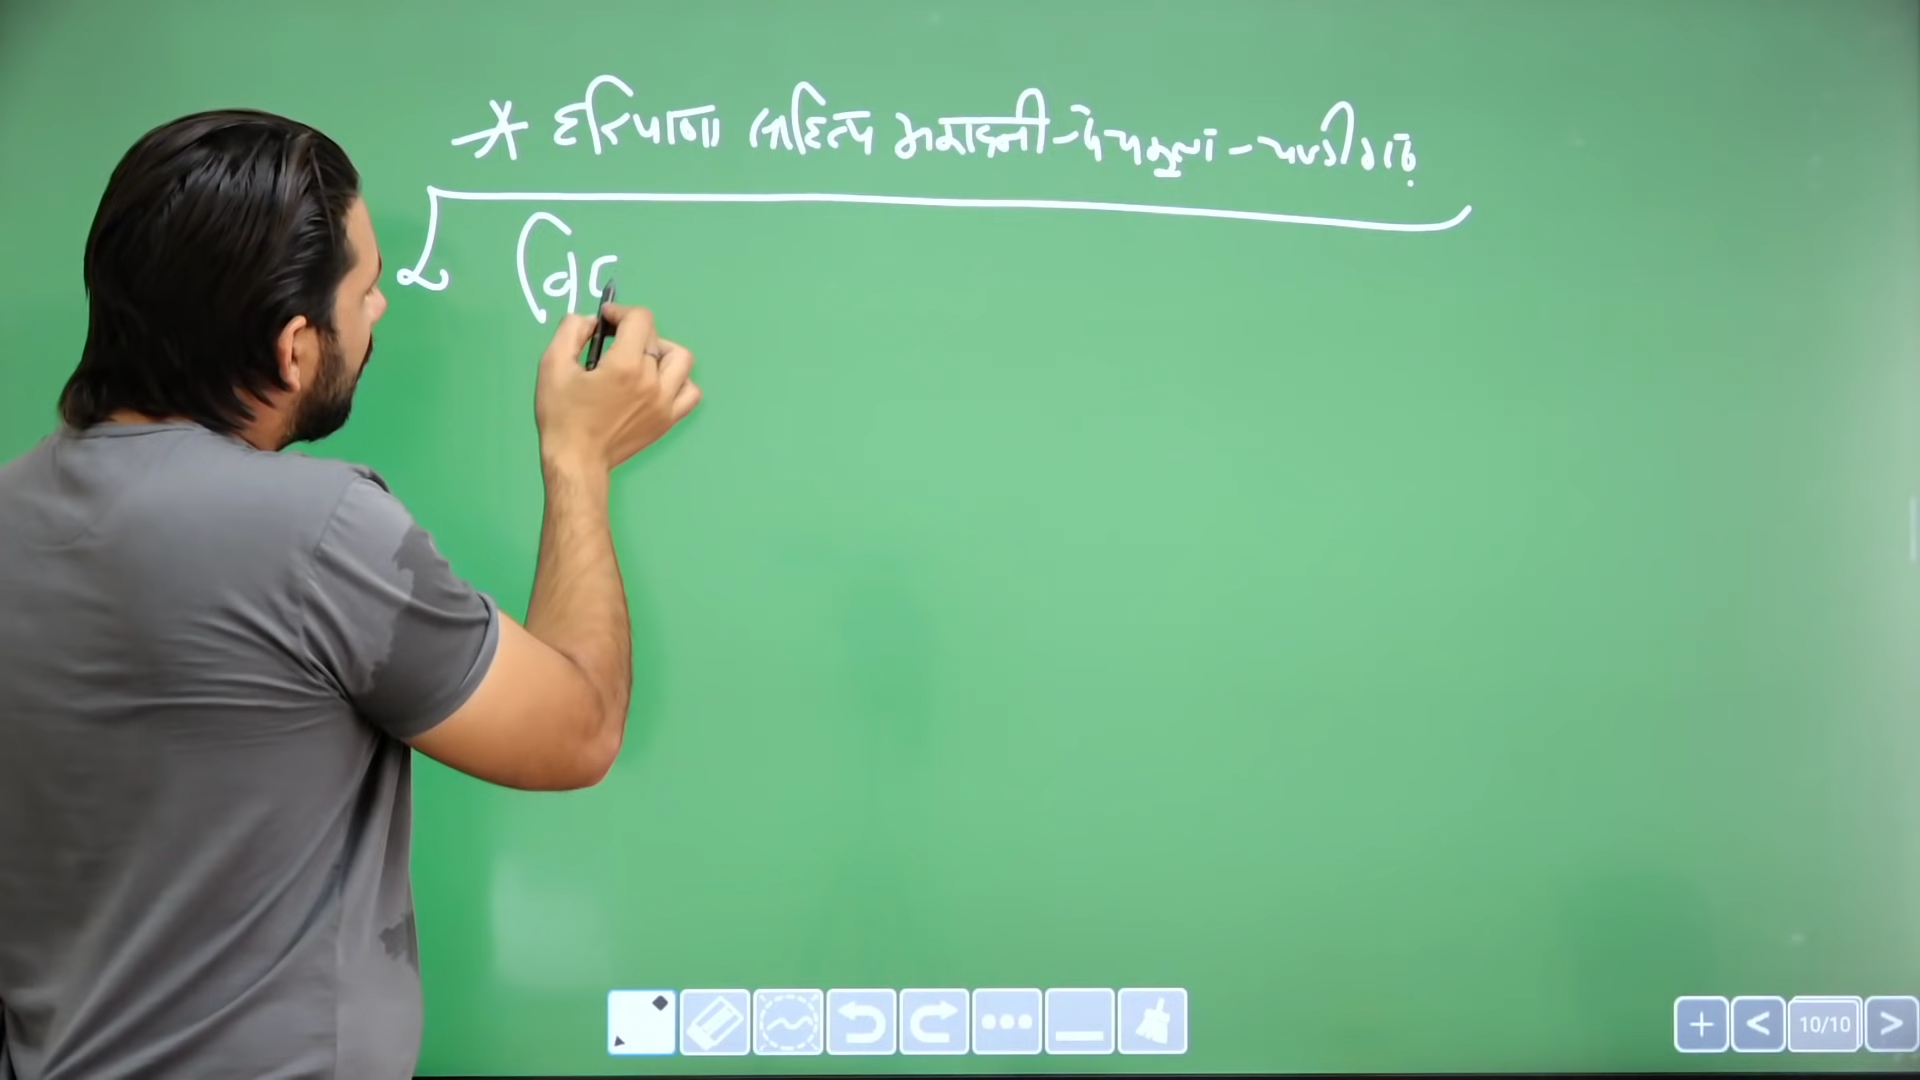 * हरियाणा साहित्य अकादमी - पंचकुला - चण्डीगढ़
वि
10/10